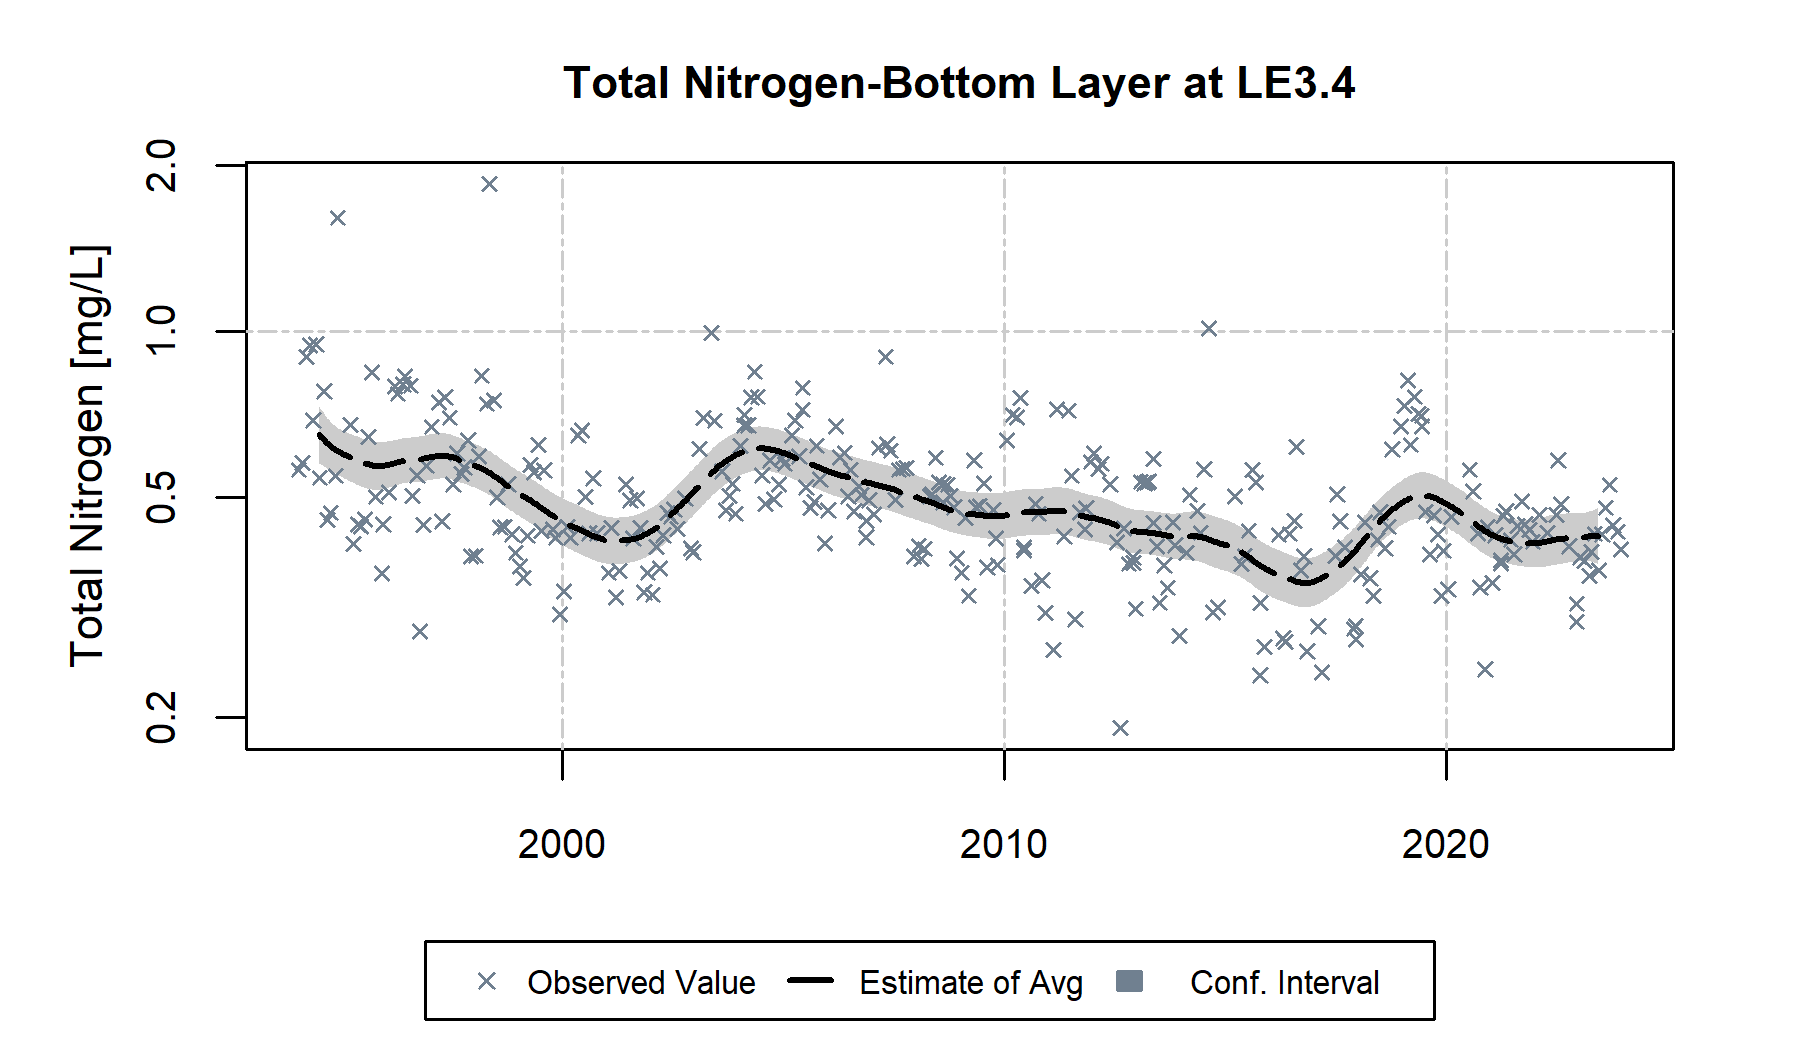 Total Nitrogen-Bottom Layer at LE3.4
Total Nitrogen [mg/L]
2.0
1.0
0.5
0.2
2000
2010
2020
Observed Value
Estimate of Avg
Conf. Interval